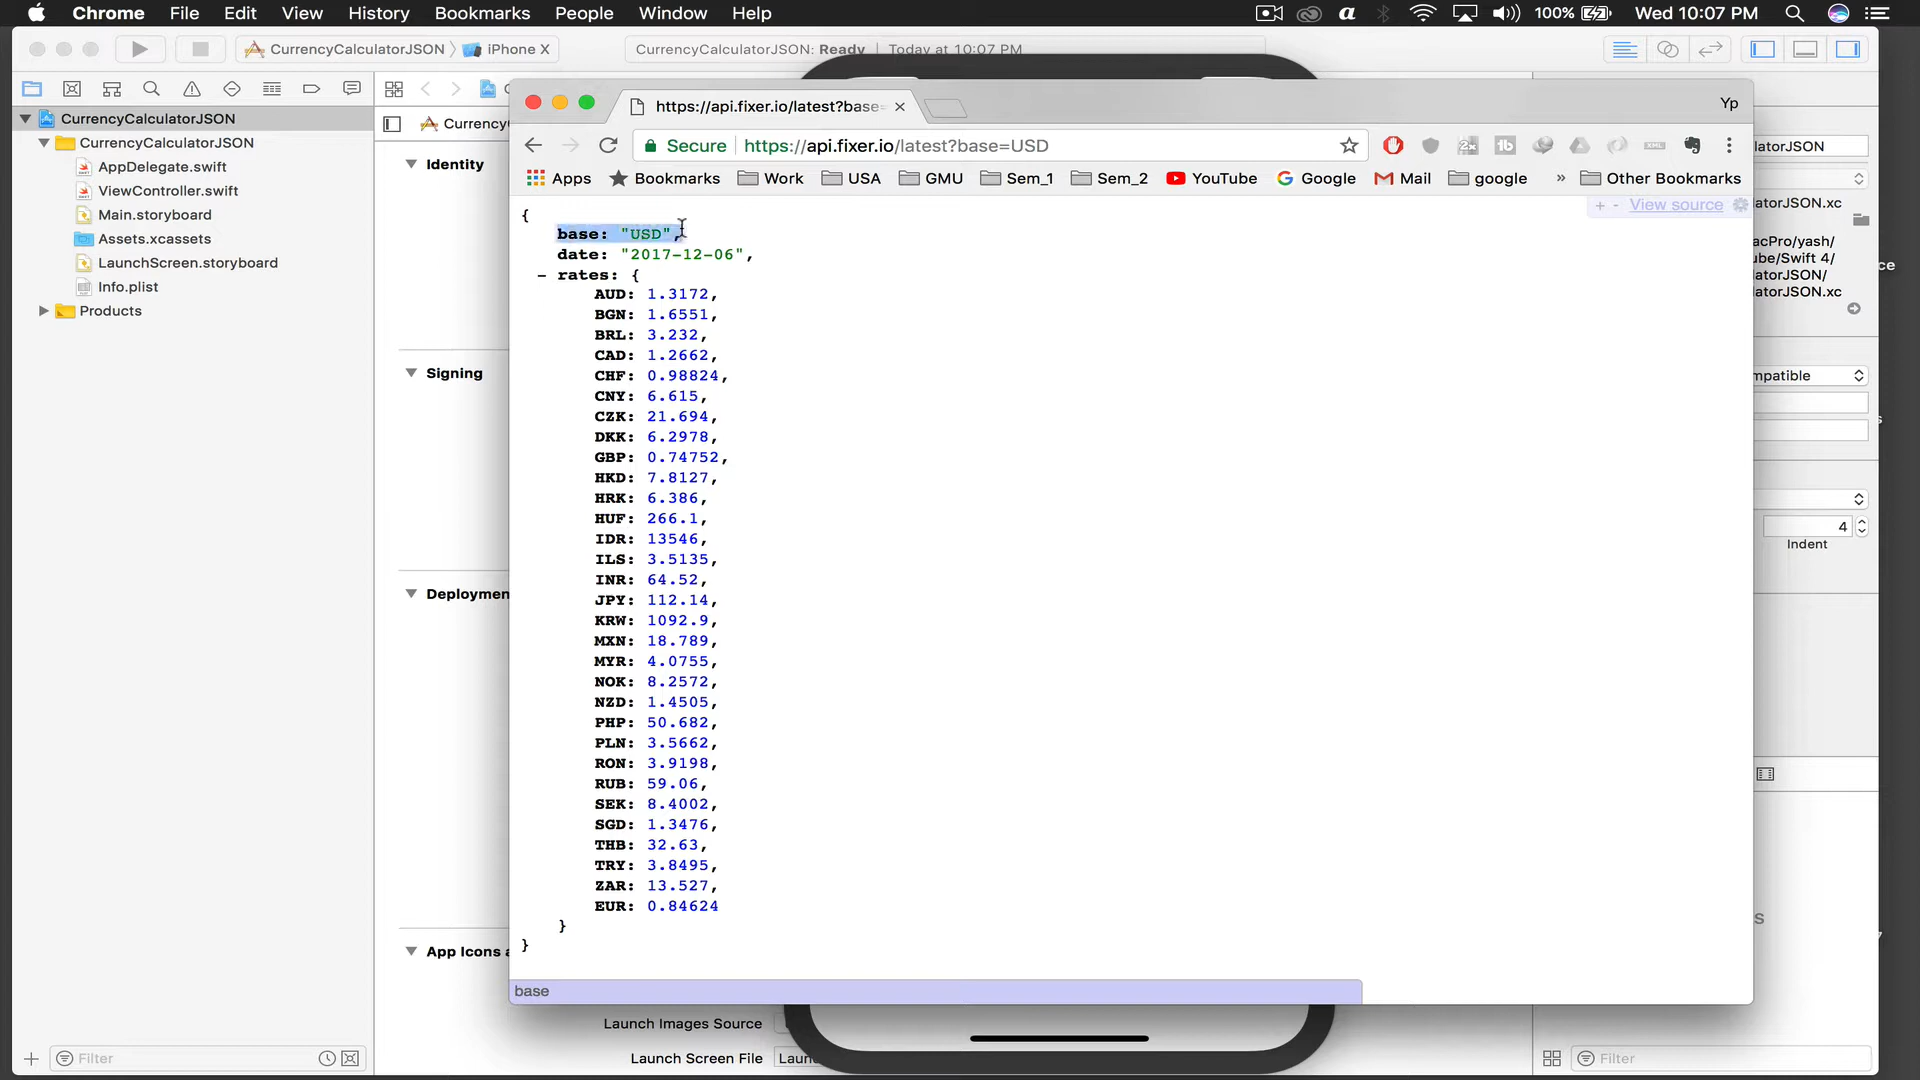 Chrome File Edit View History Bookmarks People Window Help 100% Wed 10:07 PM
CurrencyCalculatorJSON iPhone X CurrencyCalculatorJSON: Ready Today at 10:07 PM
https://api.fixer.io/latest?base= Yp
Secure https://api.fixer.io/latest?base=USD
Apps Bookmarks Work USA GMU Sem_1 Sem_2 YouTube Google Mail google » Other Bookmarks
CurrencyCalculatorJSON
CurrencyCalculatorJSON
AppDelegate.swift
ViewController.swift
Main.storyboard
Assets.xcassets
LaunchScreen.storyboard
Info.plist
Products
Filter
Identity
Signing
App Icons
Launch Images Source
Launch Screen File
+ - View source
{
base: "USD",
date: "2017-12-06",
- rates: {
AUD: 1.3172,
BGN: 1.6551,
BRL: 3.232,
CAD: 1.2662,
CHF: 0.98824,
CNY: 6.615,
CZK: 21.694,
DKK: 6.2978,
GBP: 0.74752,
HKD: 7.8127,
HRK: 6.386,
HUF: 266.1,
IDR: 13546,
ILS: 3.5135,
INR: 64.52,
JPY: 112.14,
KRW: 1092.9,
MXN: 18.789,
MYR: 4.0755,
NOK: 8.2572,
NZD: 1.4505,
PHP: 50.682,
PLN: 3.5662,
RON: 3.9198,
RUB: 59.06,
SEK: 8.4002,
SGD: 1.3476,
THB: 32.63,
TRY: 3.8495,
ZAR: 13.527,
EUR: 0.84624
}
}
base
latorJSON
latorJSON.xc
acPro/yash/
ube/Swift 4/
latorJSON/
latorJSON.xc
mpatible
4
Indent
Filter